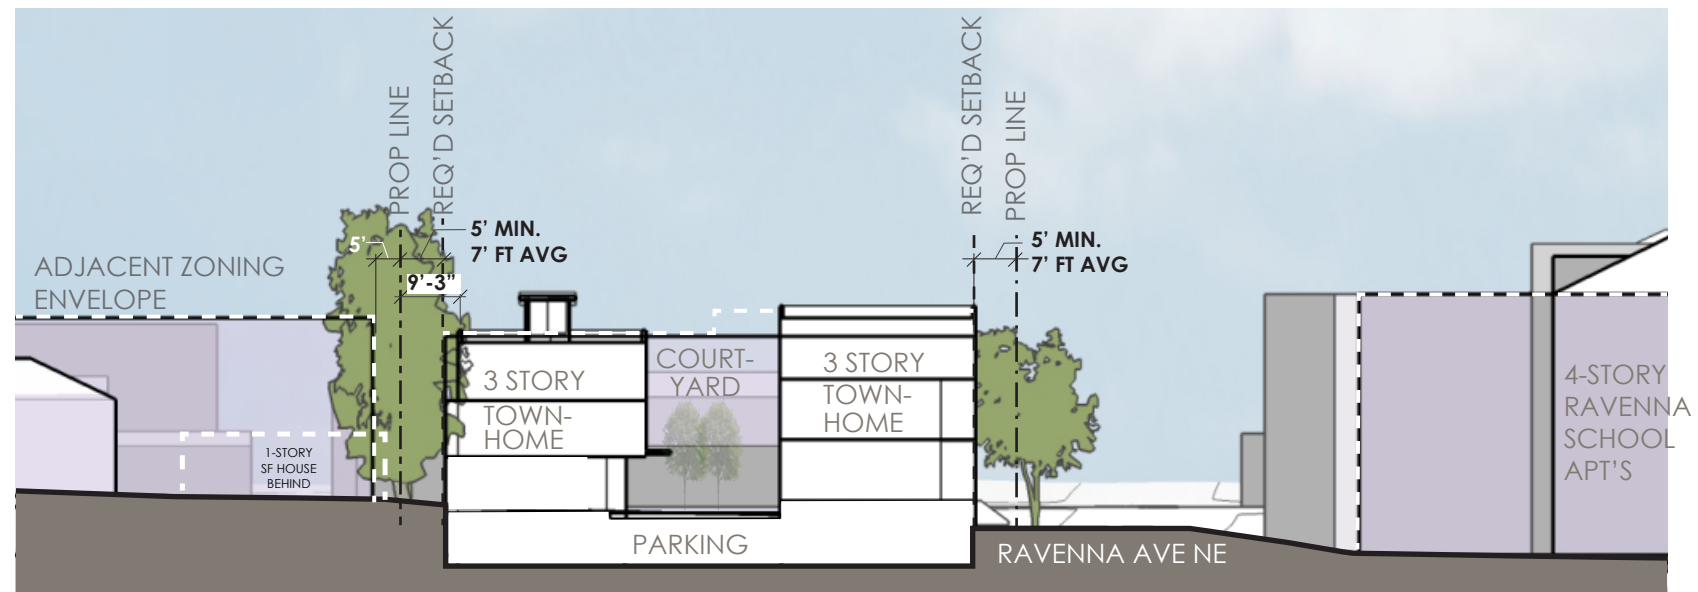 PROP LINE
REQ'D SETBACK
REQ'D SETBACK
PROP LINE
5'
5' MIN.
7' FT AVG
9'-3"
5' MIN.
7' FT AVG
ADJACENT ZONING
ENVELOPE
3 STORY
TOWN-
HOME
COURT-
YARD
3 STORY
TOWN-
HOME
4-STORY
RAVENNA
SCHOOL
APT'S
1-STORY
SF HOUSE
BEHIND
PARKING
RAVENNA AVE NE